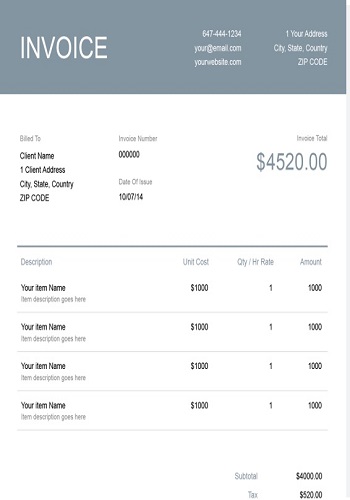 INVOICE
647-444-1234
your@email.com
yourwebsite.com
1 Your Address
City, State, Country
ZIP CODE
Billed To
Client Name
1 Client Address
City, State, Country
ZIP CODE
Invoice Number
000000
Date Of Issue
10/07/14
Invoice Total
$4520.00
Description Unit Cost Qty / Hr Rate Amount
Your item Name $1000 1 1000
Item description goes here
Your item Name $1000 1 1000
Item description goes here
Your item Name $1000 1 1000
Item description goes here
Your item Name $1000 1 1000
Item description goes here
Subtotal $4000.00
Tax $520.00